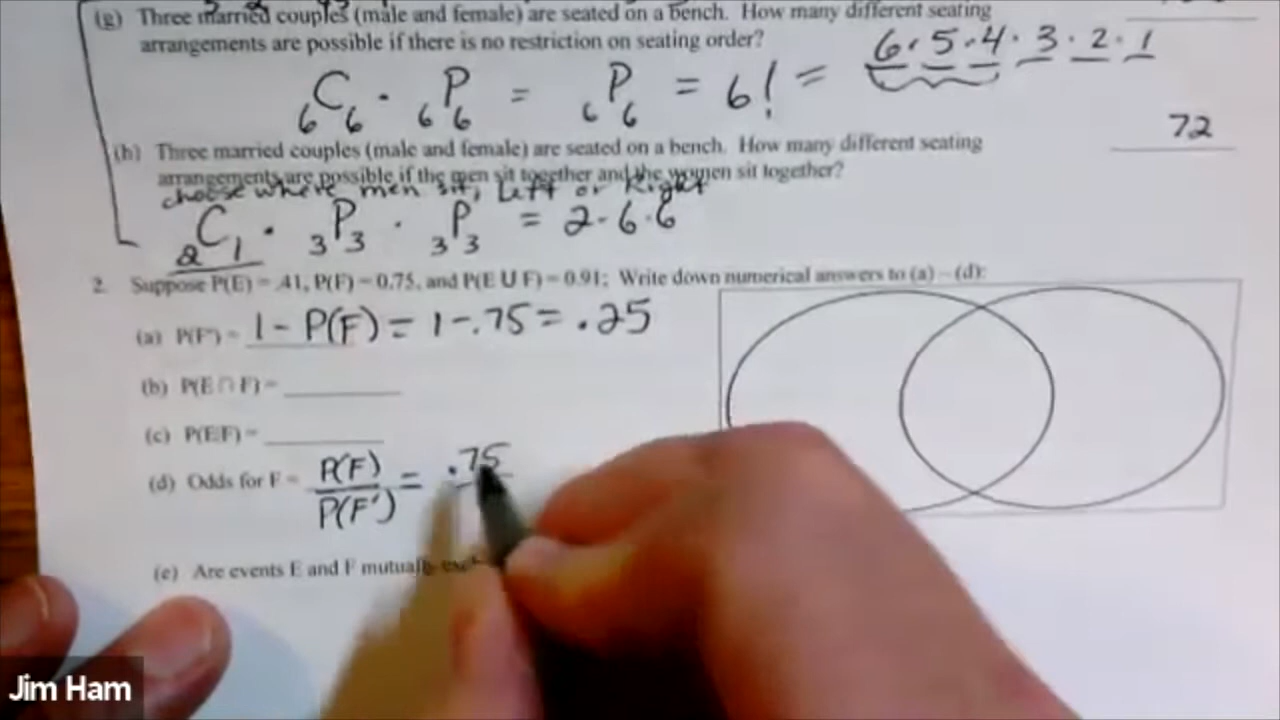 (g) Three married couples (male and female) are seated on a bench. How many different seating
arrangements are possible if there is no restriction on seating order?
6 · 5 · 4 · 3 · 2 · 1
6C6 · 6P6 = 6P6 = 6! =
72
(h) Three married couples (male and female) are seated on a bench. How many different seating
arrangements are possible if the men sit together and the women sit together?
choose where men sit, Left or Right
2C1 · 3P3 · 3P3 = 2·6·6
2. Suppose P(E) = .41, P(F) = 0.75, and P(E U F) = 0.91; Write down numerical answers to (a) – (d):
(a) P(F') = 1 - P(F) = 1-.75 = .25
(b) P(E ∩ F) =
(c) P(E|F) =
(d) Odds for F = P(F)/P(F') = .75
(e) Are events E and F mutually
Jim Ham